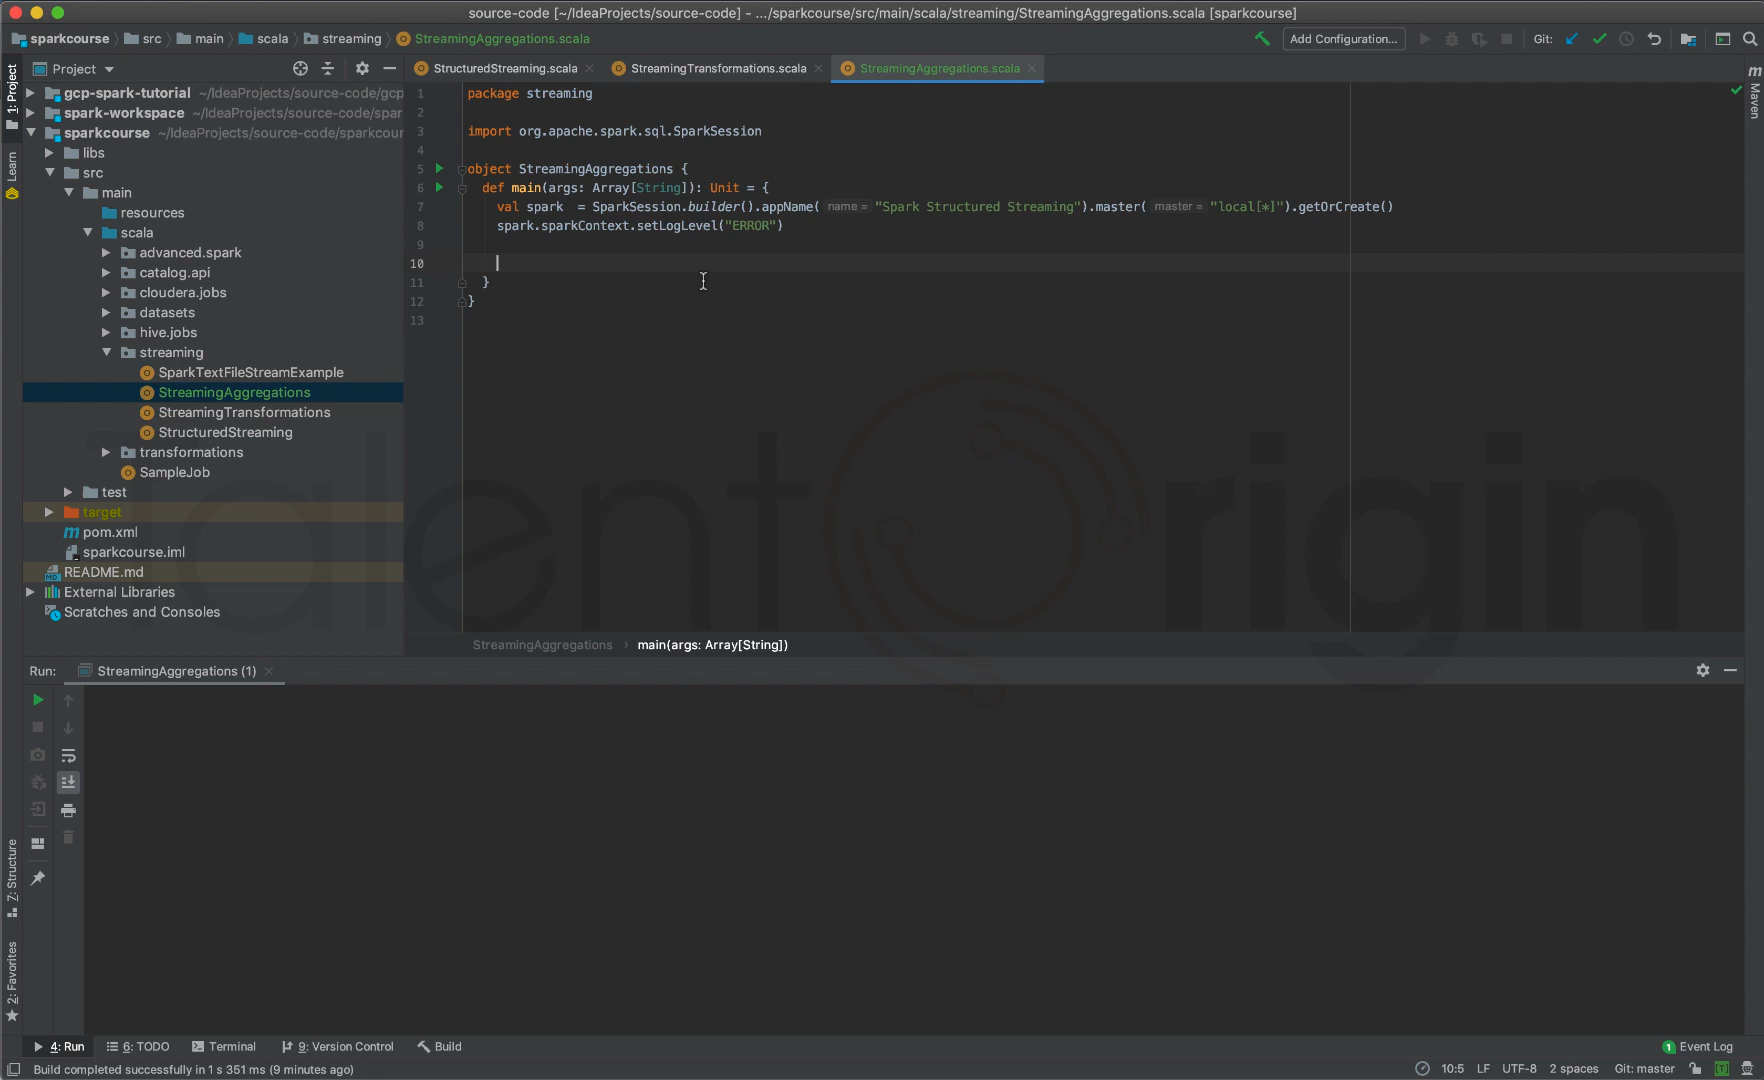 source-code [~/IdeaProjects/source-code] - .../sparkcourse/src/main/scala/streaming/StreamingAggregations.scala [sparkcourse]
sparkcourse src main scala streaming StreamingAggregations.scala Add Configuration... Git:
Project
StructuredStreaming.scala StreamingTransformations.scala StreamingAggregations.scala
1: Project
Learn
Z: Structure
2: Favorites
Maven
gcp-spark-tutorial ~/IdeaProjects/source-code/gcp
spark-workspace ~/IdeaProjects/source-code/spar
sparkcourse ~/IdeaProjects/source-code/sparkcour
libs
src
main
resources
scala
advanced.spark
catalog.api
cloudera.jobs
datasets
hive.jobs
streaming
SparkTextFileStreamExample
StreamingAggregations
StreamingTransformations
StructuredStreaming
transformations
SampleJob
test
target
pom.xml
sparkcourse.iml
README.md
External Libraries
Scratches and Consoles
1 package streaming
2
3 import org.apache.spark.sql.SparkSession
4
5 object StreamingAggregations {
6 def main(args: Array[String]): Unit = {
7 val spark = SparkSession.builder().appName( name = "Spark Structured Streaming").master( master = "local[*]").getOrCreate()
8 spark.sparkContext.setLogLevel("ERROR")
9
10
11 }
12 }
13
Talent Origin
StreamingAggregations › main(args: Array[String])
Run: StreamingAggregations (1)
4: Run 6: TODO Terminal 9: Version Control Build 1 Event Log
Build completed successfully in 1 s 351 ms (9 minutes ago) 10:5 LF UTF-8 2 spaces Git: master